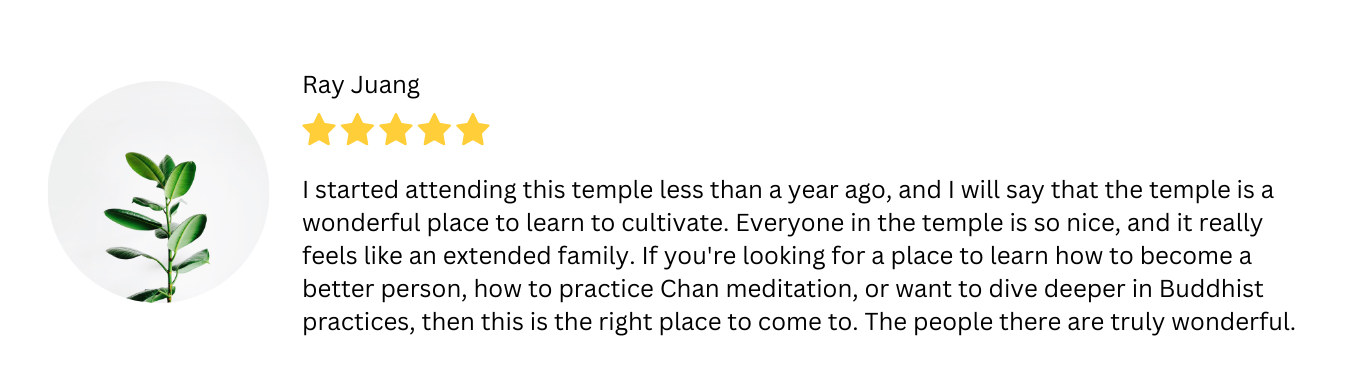 Ray Juang
I started attending this temple less than a year ago, and I will say that the temple is a
wonderful place to learn to cultivate. Everyone in the temple is so nice, and it really
feels like an extended family. If you're looking for a place to learn how to become a
better person, how to practice Chan meditation, or want to dive deeper in Buddhist
practices, then this is the right place to come to. The people there are truly wonderful.